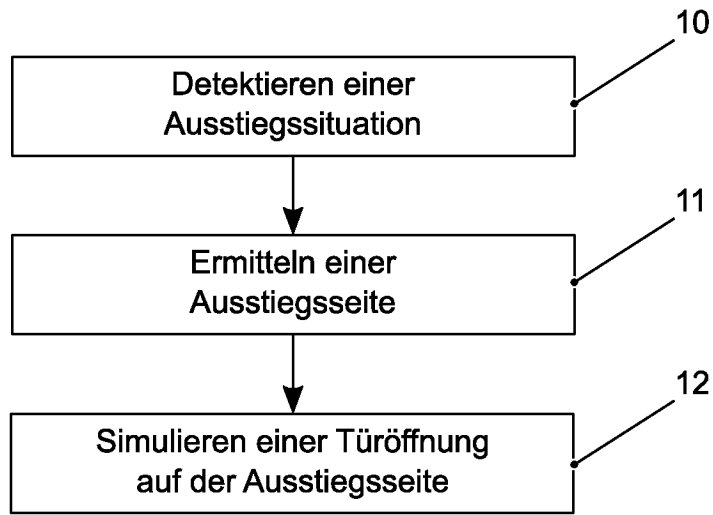 10
Detektieren einer
Ausstiegssituation
11
Ermitteln einer
Ausstiegsseite
12
Simulieren einer Türöffnung
auf der Ausstiegsseite